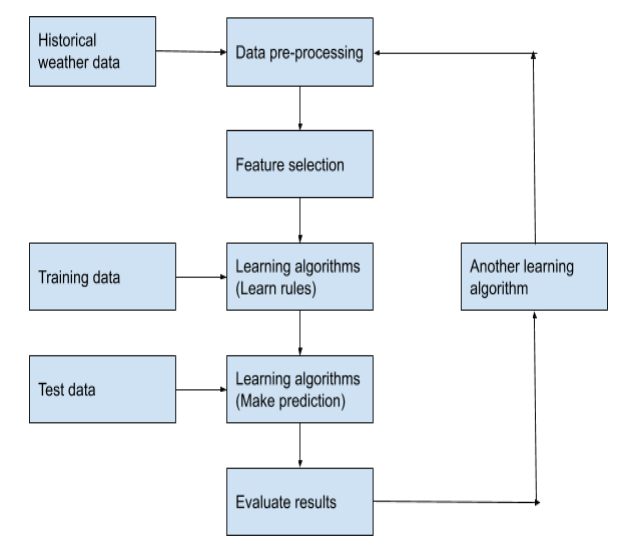 Historical
weather data
Data pre-processing
Feature selection
Training data
Learning algorithms
(Learn rules)
Another learning
algorithm
Test data
Learning algorithms
(Make prediction)
Evaluate results